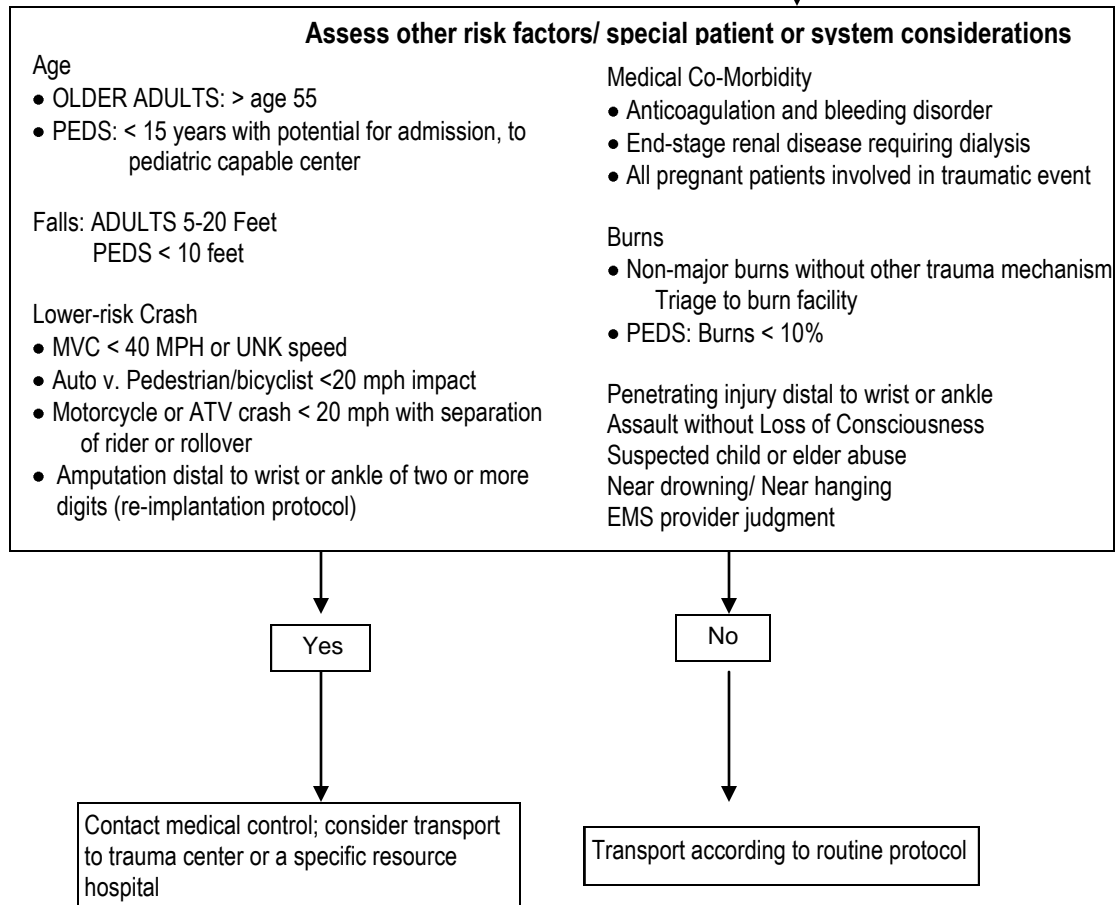 Assess other risk factors/ special patient or system considerations
Age
• OLDER ADULTS: > age 55
• PEDS: < 15 years with potential for admission, to
pediatric capable center
Falls: ADULTS 5-20 Feet
PEDS < 10 feet
Lower-risk Crash
• MVC < 40 MPH or UNK speed
• Auto v. Pedestrian/bicyclist <20 mph impact
• Motorcycle or ATV crash < 20 mph with separation
of rider or rollover
• Amputation distal to wrist or ankle of two or more
digits (re-implantation protocol)
Medical Co-Morbidity
• Anticoagulation and bleeding disorder
• End-stage renal disease requiring dialysis
• All pregnant patients involved in traumatic event
Burns
• Non-major burns without other trauma mechanism
Triage to burn facility
• PEDS: Burns < 10%
Penetrating injury distal to wrist or ankle
Assault without Loss of Consciousness
Suspected child or elder abuse
Near drowning/ Near hanging
EMS provider judgment
Yes
No
Contact medical control; consider transport
to trauma center or a specific resource
hospital
Transport according to routine protocol